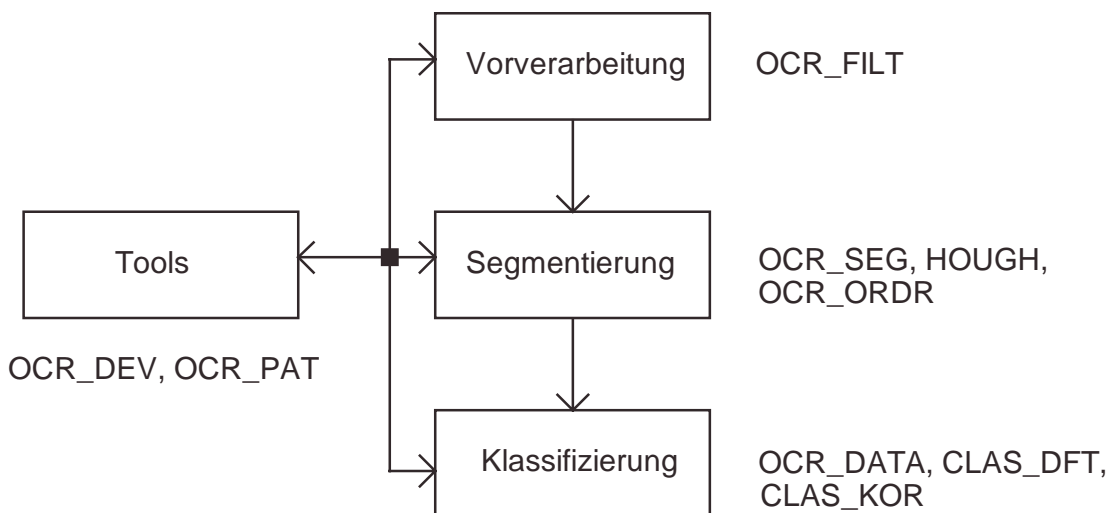 Vorverarbeitung
OCR_FILT
Tools
Segmentierung
OCR_SEG, HOUGH,
OCR_ORDR
OCR_DEV, OCR_PAT
Klassifizierung
OCR_DATA, CLAS_DFT,
CLAS_KOR